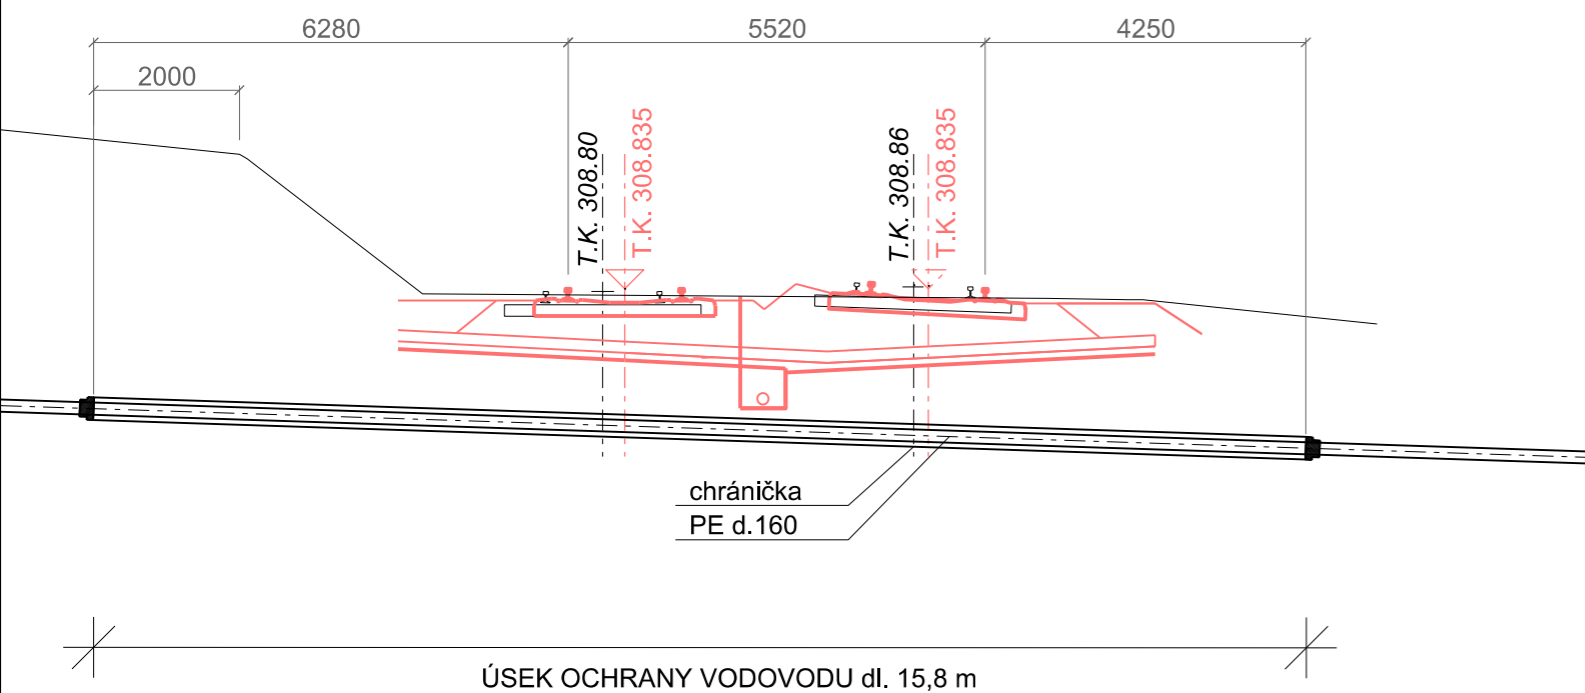 6280
5520
4250
2000
T.K. 308.80
T.K. 308.835
T.K. 308.86
T.K. 308.835
chránička
PE d.160
ÚSEK OCHRANY VODOVODU dl. 15,8 m